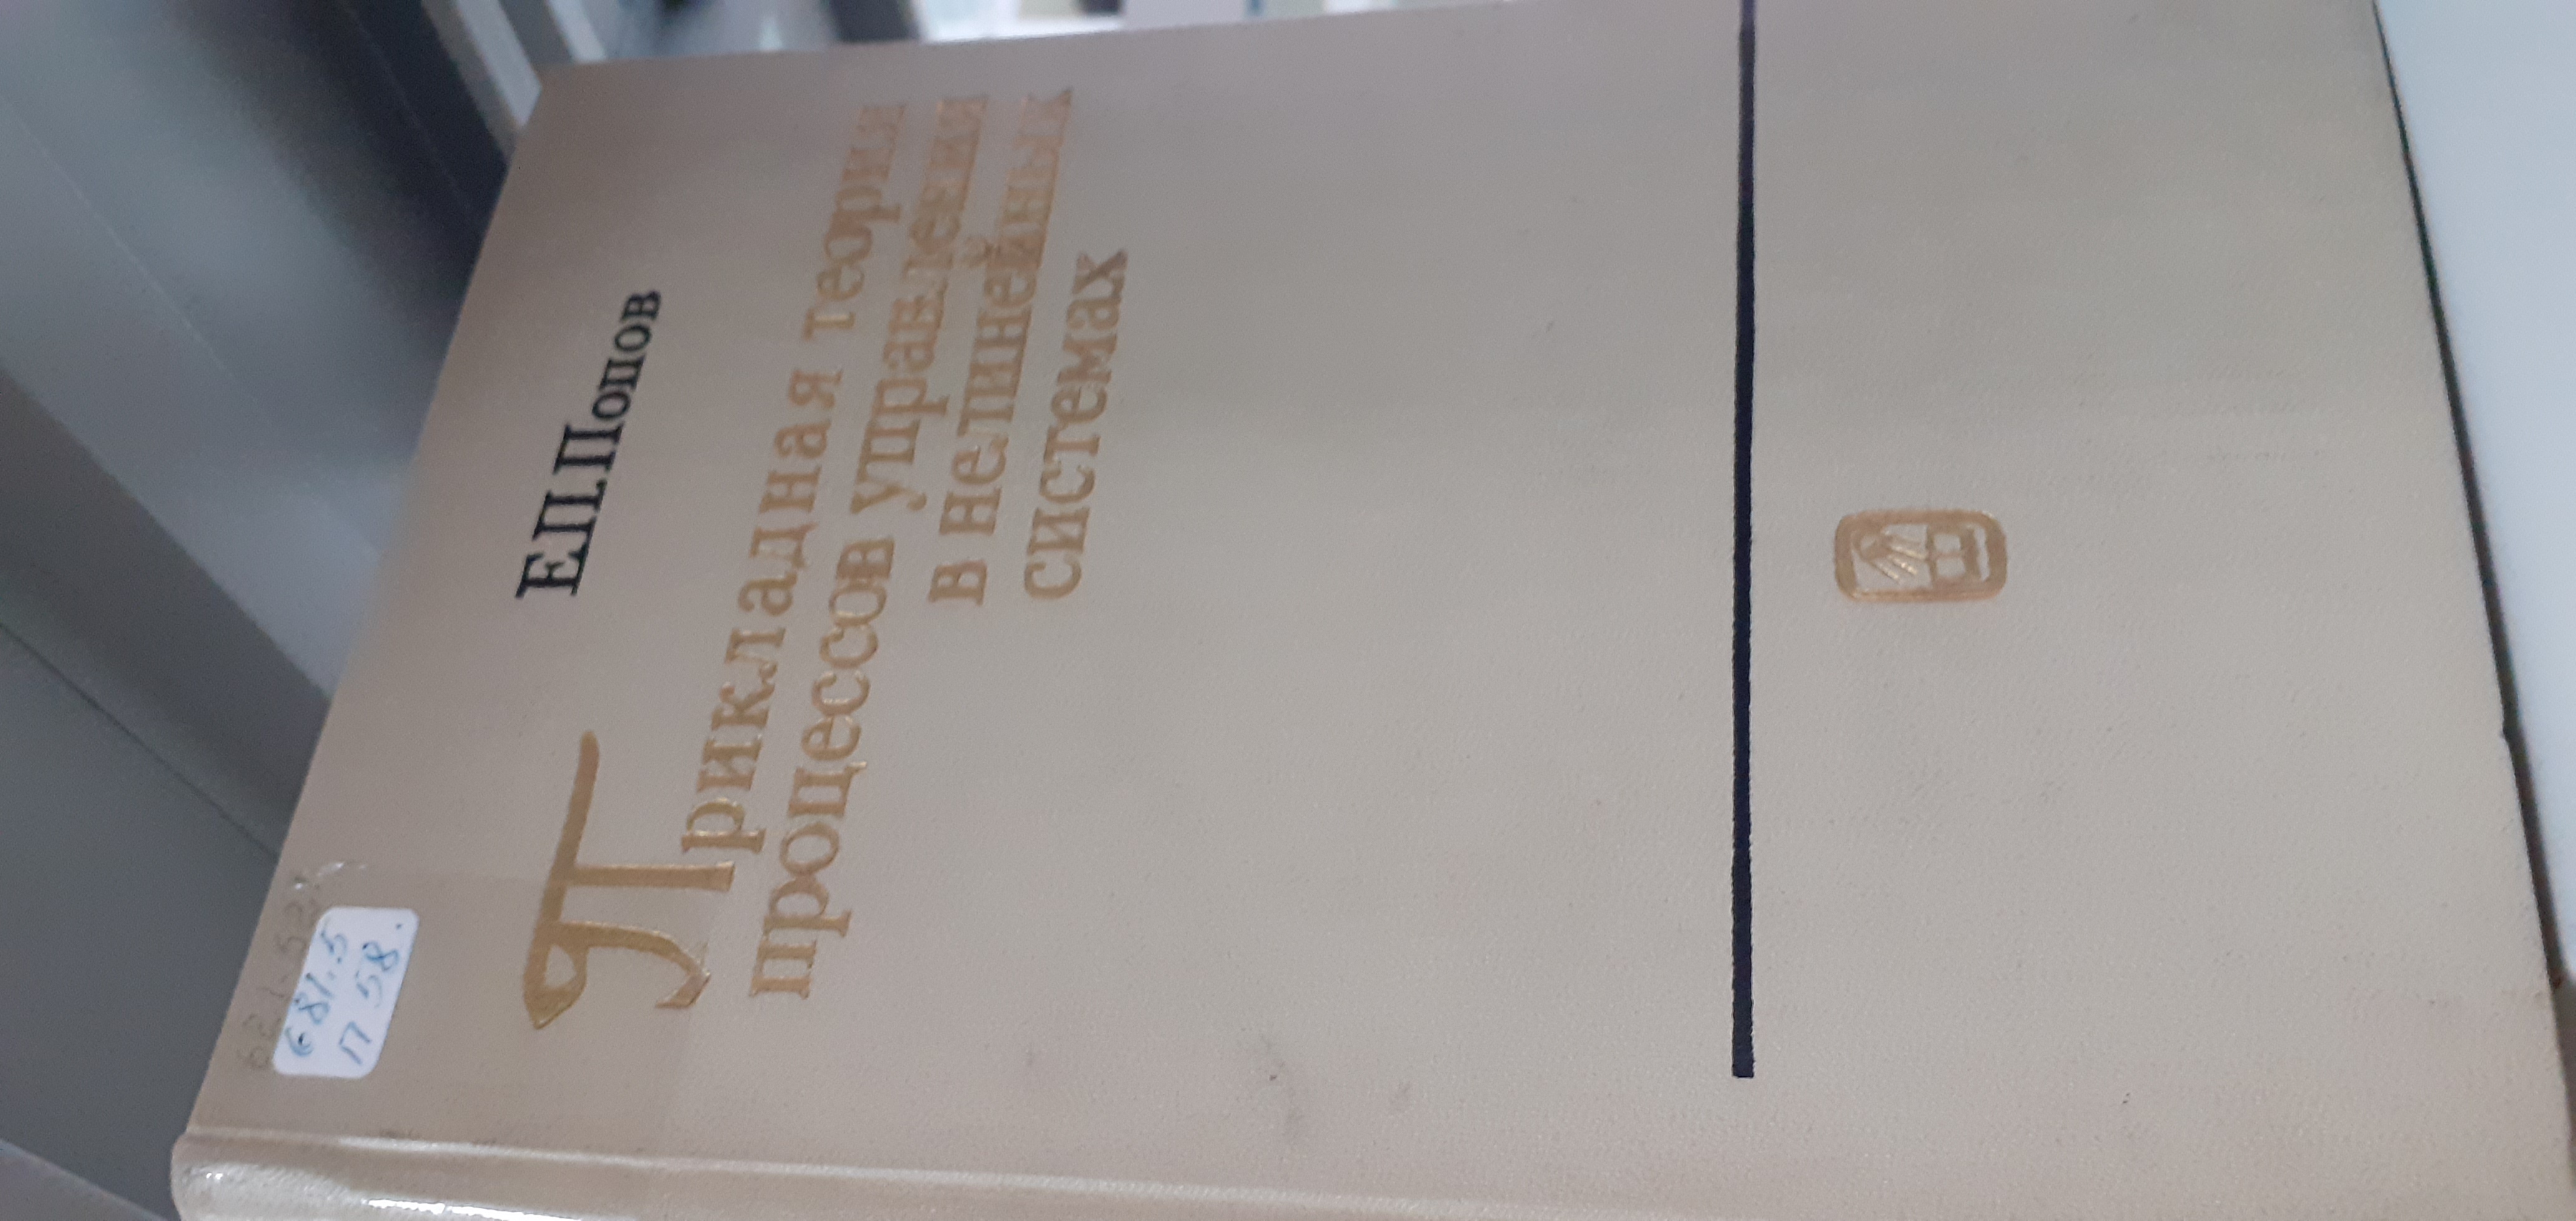 Е.П.Попов
Прикладная теория
процессов управления
в нелинейных
системах
681.5
П 58.